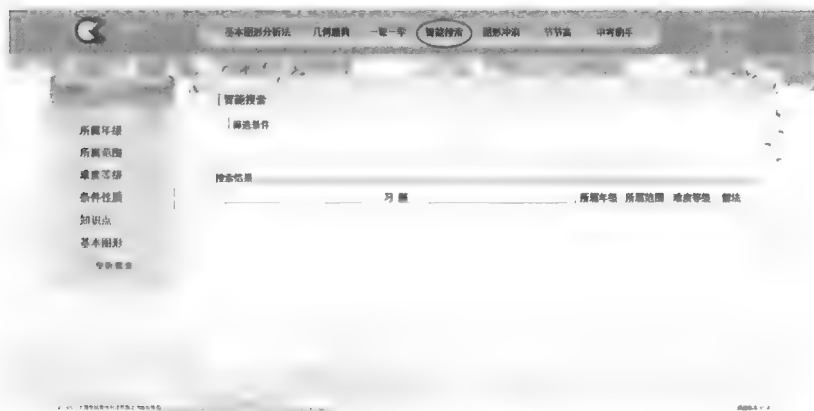 基本图形分析法 几何题典 一题一卷 智能搜索 图形冲浪 节节高 中考助手
智能搜索
筛选条件
所属年级
所属范围
难度等级
条件性质
知识点
基本图形
搜索结果
习题 所属年级 所属范围 难度等级 解法